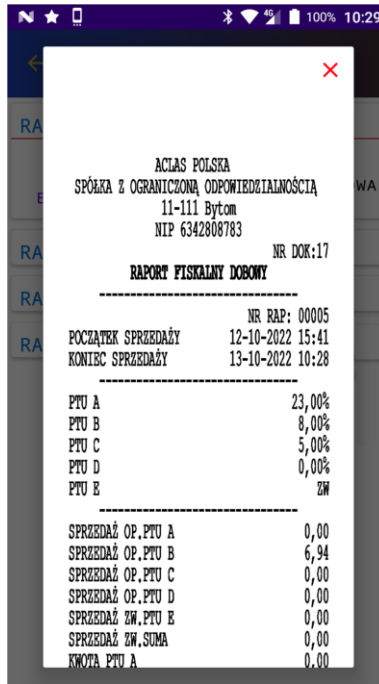 4G 100% 10:29
RA
ACLAS POLSKA
SPÓŁKA Z OGRANICZONĄ ODPOWIEDZIALNOŚCIĄ
11-111 Bytom
NIP 6342808783
NR DOK:17
RAPORT FISKALNY DOBOWY
NR RAP: 00005
POCZĄTEK SPRZEDAŻY 12-10-2022 15:41
KONIEC SPRZEDAŻY 13-10-2022 10:28
PTU A 23,00%
PTU B 8,00%
PTU C 5,00%
PTU D 0,00%
PTU E ZW
SPRZEDAŻ OP.PTU A 0,00
SPRZEDAŻ OP.PTU B 6,94
SPRZEDAŻ OP.PTU C 0,00
SPRZEDAŻ OP.PTU D 0,00
SPRZEDAŻ ZW.PTU E 0,00
SPRZEDAŻ ZW.SUMA 0,00
KWOTA PTU A 0,00
WA
E
RA
RA
RA